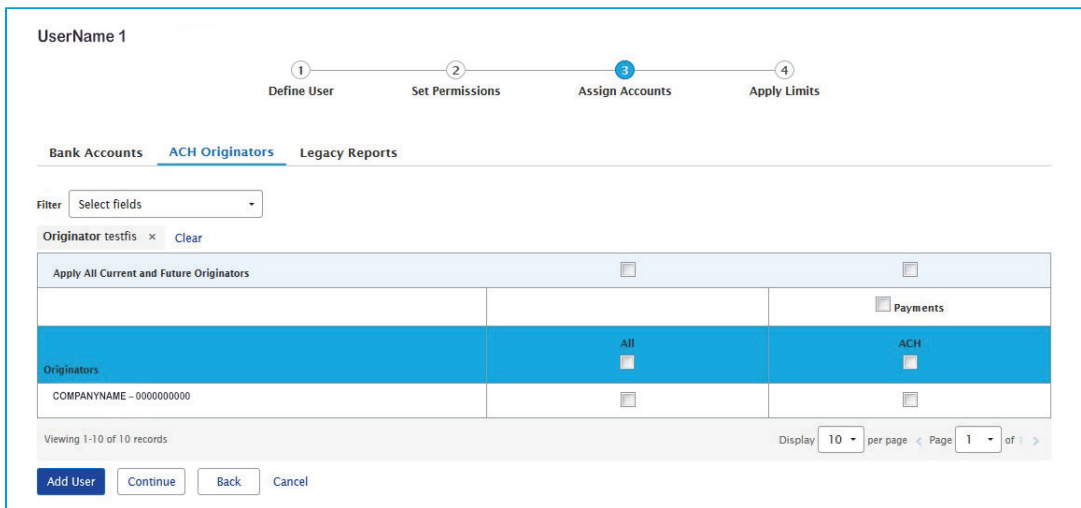 UserName 1
1 2 3 4
Define User Set Permissions Assign Accounts Apply Limits
Bank Accounts ACH Originators Legacy Reports
Filter Select fields
Originator testfis × Clear
Apply All Current and Future Originators
Payments
All ACH
Originators
COMPANYNAME – 0000000000
Viewing 1-10 of 10 records Display 10 per page < Page 1 of >
Add User Continue Back Cancel